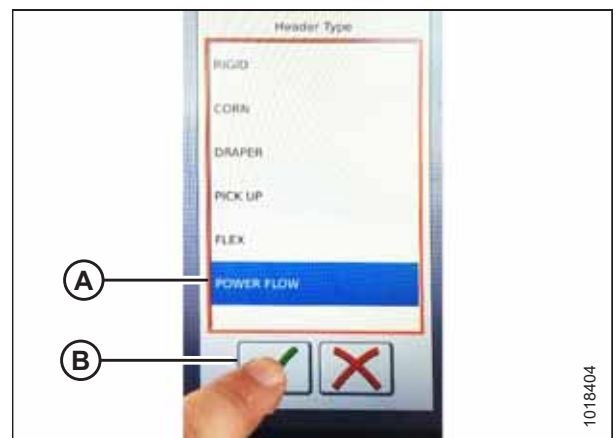 Header Type
RIGID
CORN
DRAPER
PICK UP
FLEX
A
POWER FLOW
B
1018404